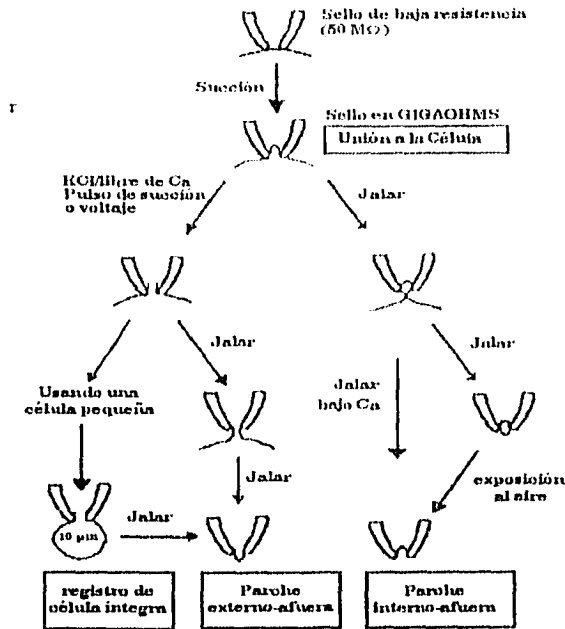 Sello de baja resistencia
(50 MΩ)
Succión
r
Sello en GIGAOHMS
Unión a la Célula
KCl/libre de Ca
Pulso de succión
o voltaje
Jalar
Jalar
Jalar
Usando una
célula pequeña
Jalar
bajo Ca
Jalar
exposición
al aire
10 µm
Jalar
registro de
célula íntegra
Parche
externo-afuera
Parche
interno-afuera